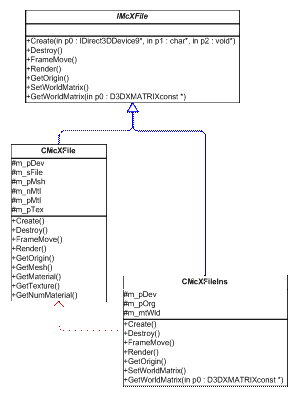 IMcXFile
+Create(in p0 : IDirect3DDevice9*, in p1 : char*, in p2 : void*)
+Destroy()
+FrameMove()
+Render()
+GetOrigin()
+SetWorldMatrix()
+GetWorldMatrix(in p0 : D3DXMATRIXconst *)
CMcXFile
#m_pDev
#m_sFile
#m_pMsh
#m_nMtl
#m_pMtl
#m_pTex
+Create()
+Destroy()
+FrameMove()
+Render()
+GetOrigin()
+GetMesh()
+GetMaterial()
+GetTexture()
+GetNumMaterial()
CMcXFileIns
#m_pDev
#m_pOrg
#m_mtWld
+Create()
+Destroy()
+FrameMove()
+Render()
+GetOrigin()
+SetWorldMatrix()
+GetWorldMatrix(in p0 : D3DXMATRIXconst *)